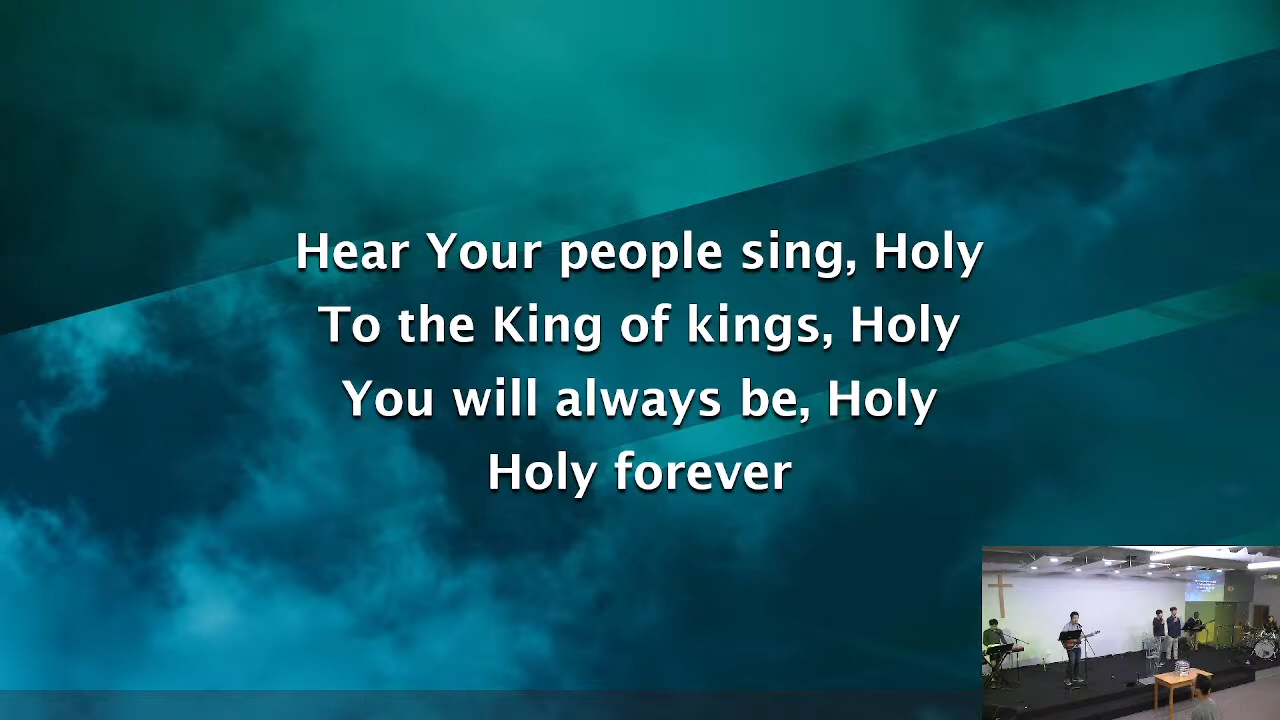 Hear Your people sing, Holy
To the King of kings, Holy
You will always be, Holy
Holy forever